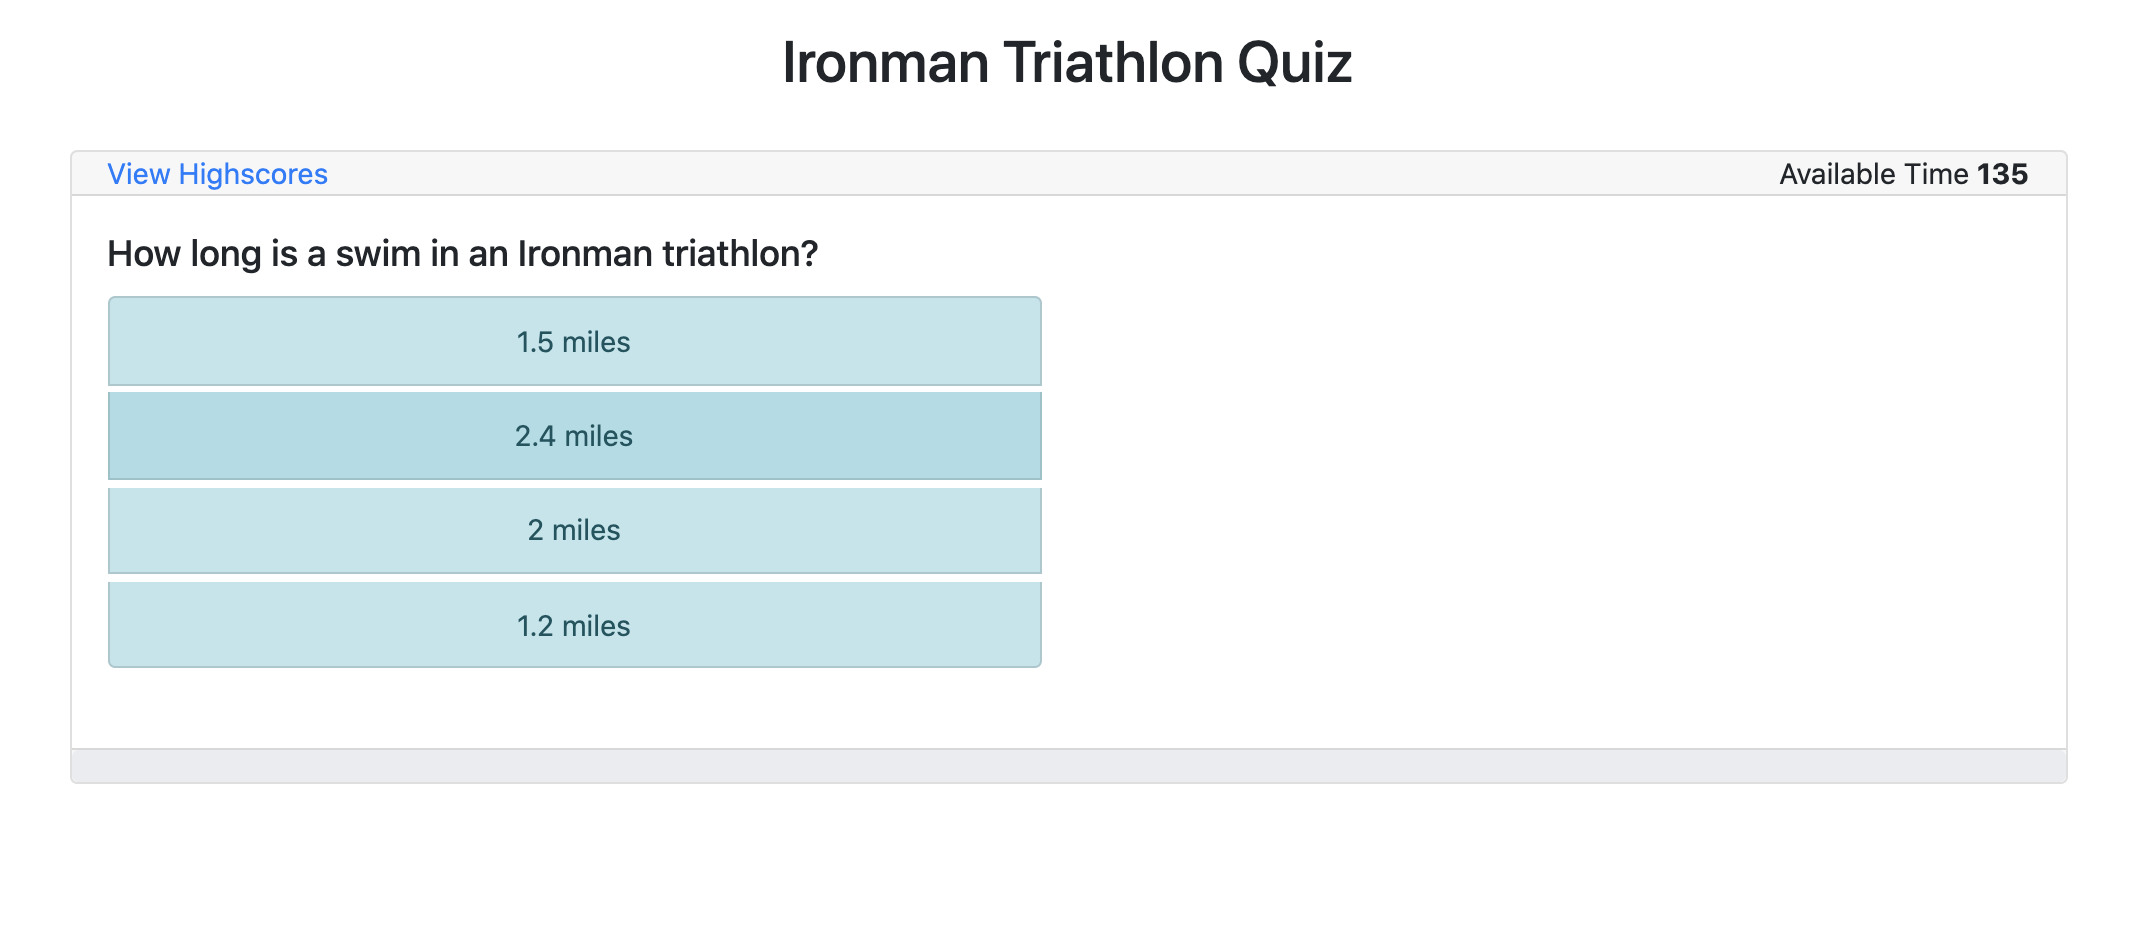 Ironman Triathlon Quiz
View Highscores Available Time 135
How long is a swim in an Ironman triathlon?
1.5 miles
2.4 miles
2 miles
1.2 miles